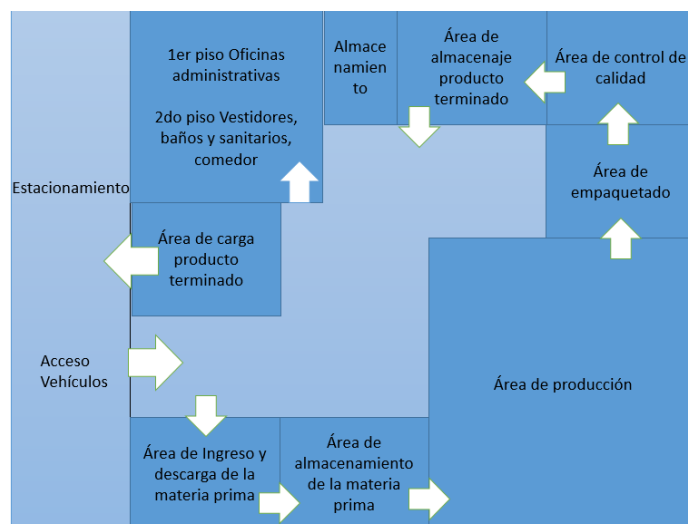 1er piso Oficinas
administrativas
2do piso Vestidores,
baños y sanitarios,
comedor
Almace
namien
to
Área de
almacenaje
producto
terminado
Área de control de
calidad
Estacionamiento
Área de
empaquetado
Área de carga
producto
terminado
Acceso
Vehículos
Área de producción
Área de Ingreso y
descarga de la
materia prima
Área de
almacenamiento
de la materia
prima